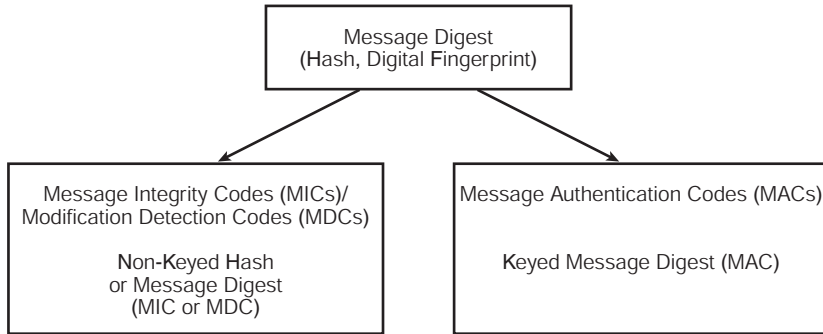 Message Digest
(Hash, Digital Fingerprint)
Message Integrity Codes (MICs)/
Modification Detection Codes (MDCs)
Non-Keyed Hash
or Message Digest
(MIC or MDC)
Message Authentication Codes (MACs)
Keyed Message Digest (MAC)